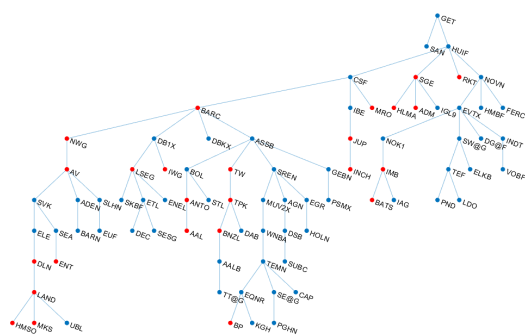 GET
SAN
HUIF
CSF
SGE
RKT
NOVN
BARC
IBE
MRO
HLMA
ADM
IGL9
EVTX
HMBF
FERC
NWG
DB1X
DBKX
ASSB
JUP
NOK1
SW@G
DG@F
INDT
AV
LSEG
IWG
BOL
TW
SREN
GEBN
INCH
IMB
TEF
ELKB
VOBF
SVK
ADEN
SLHN
SKBF
ETL
ENEL
ANTO
STL
TPK
MUV2X
AGN
EGR
PSMX
BATS
IAG
PND
LDO
ELE
SEA
BARN
EUF
DEC
SESG
AAL
BNZL
DAB
WNBA
DSB
HOLN
DLN
ENT
AALB
TEMN
SUBC
LAND
TT@G
EQNR
SE@G
CAP
HMSO
MKS
UBL
BP
KGH
PGHN